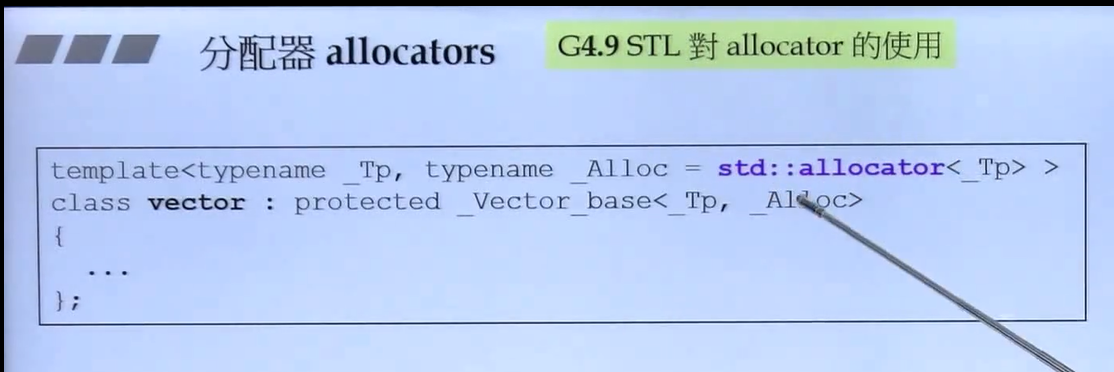 分配器 allocators
G4.9 STL 對 allocator 的使用
template<typename _Tp, typename _Alloc = std::allocator<_Tp> >
class vector : protected _Vector_base<_Tp, _Alloc>
{
...
};